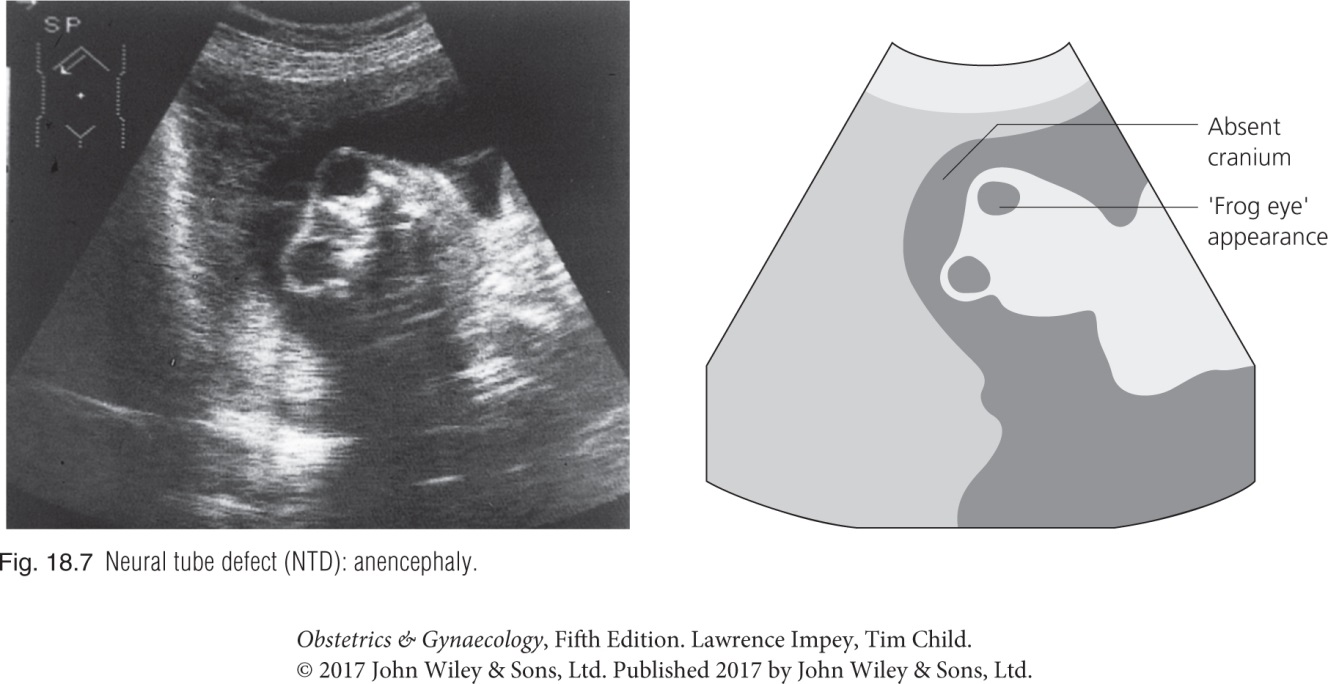 SP
Absent
cranium
'Frog eye'
appearance
Fig. 18.7 Neural tube defect (NTD): anencephaly.
Obstetrics & Gynaecology, Fifth Edition. Lawrence Impey, Tim Child.
© 2017 John Wiley & Sons, Ltd. Published 2017 by John Wiley & Sons, Ltd.